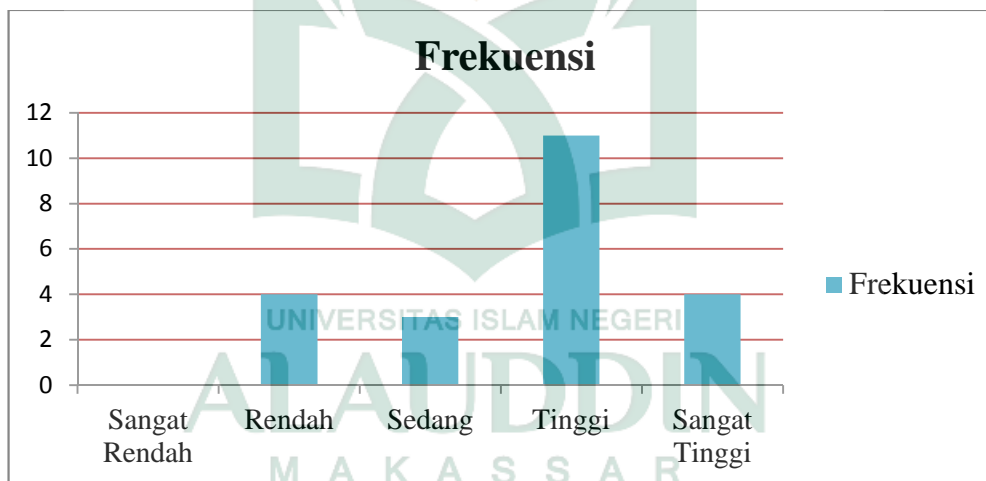 Frekuensi
12
10
8
6
4
2
0
Frekuensi
UNIVERSITAS ISLAM NEGERI
ALAUDDIN
Sangat Rendah
Rendah
Sedang
Tinggi
Sangat Tinggi
MAKASSAR